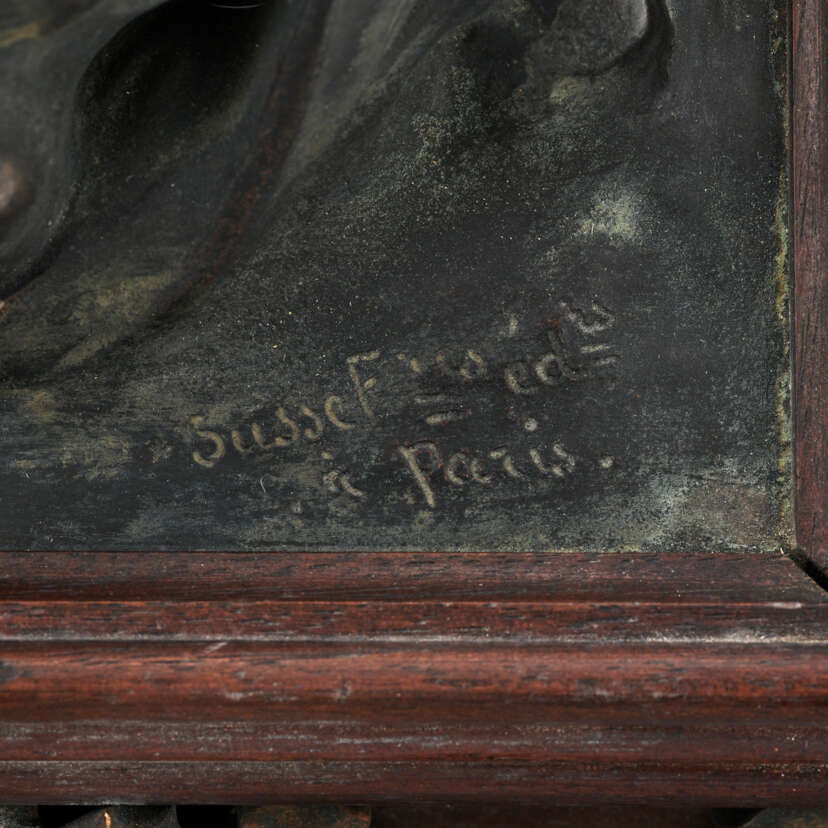 Susse Fres édrs
à Paris.